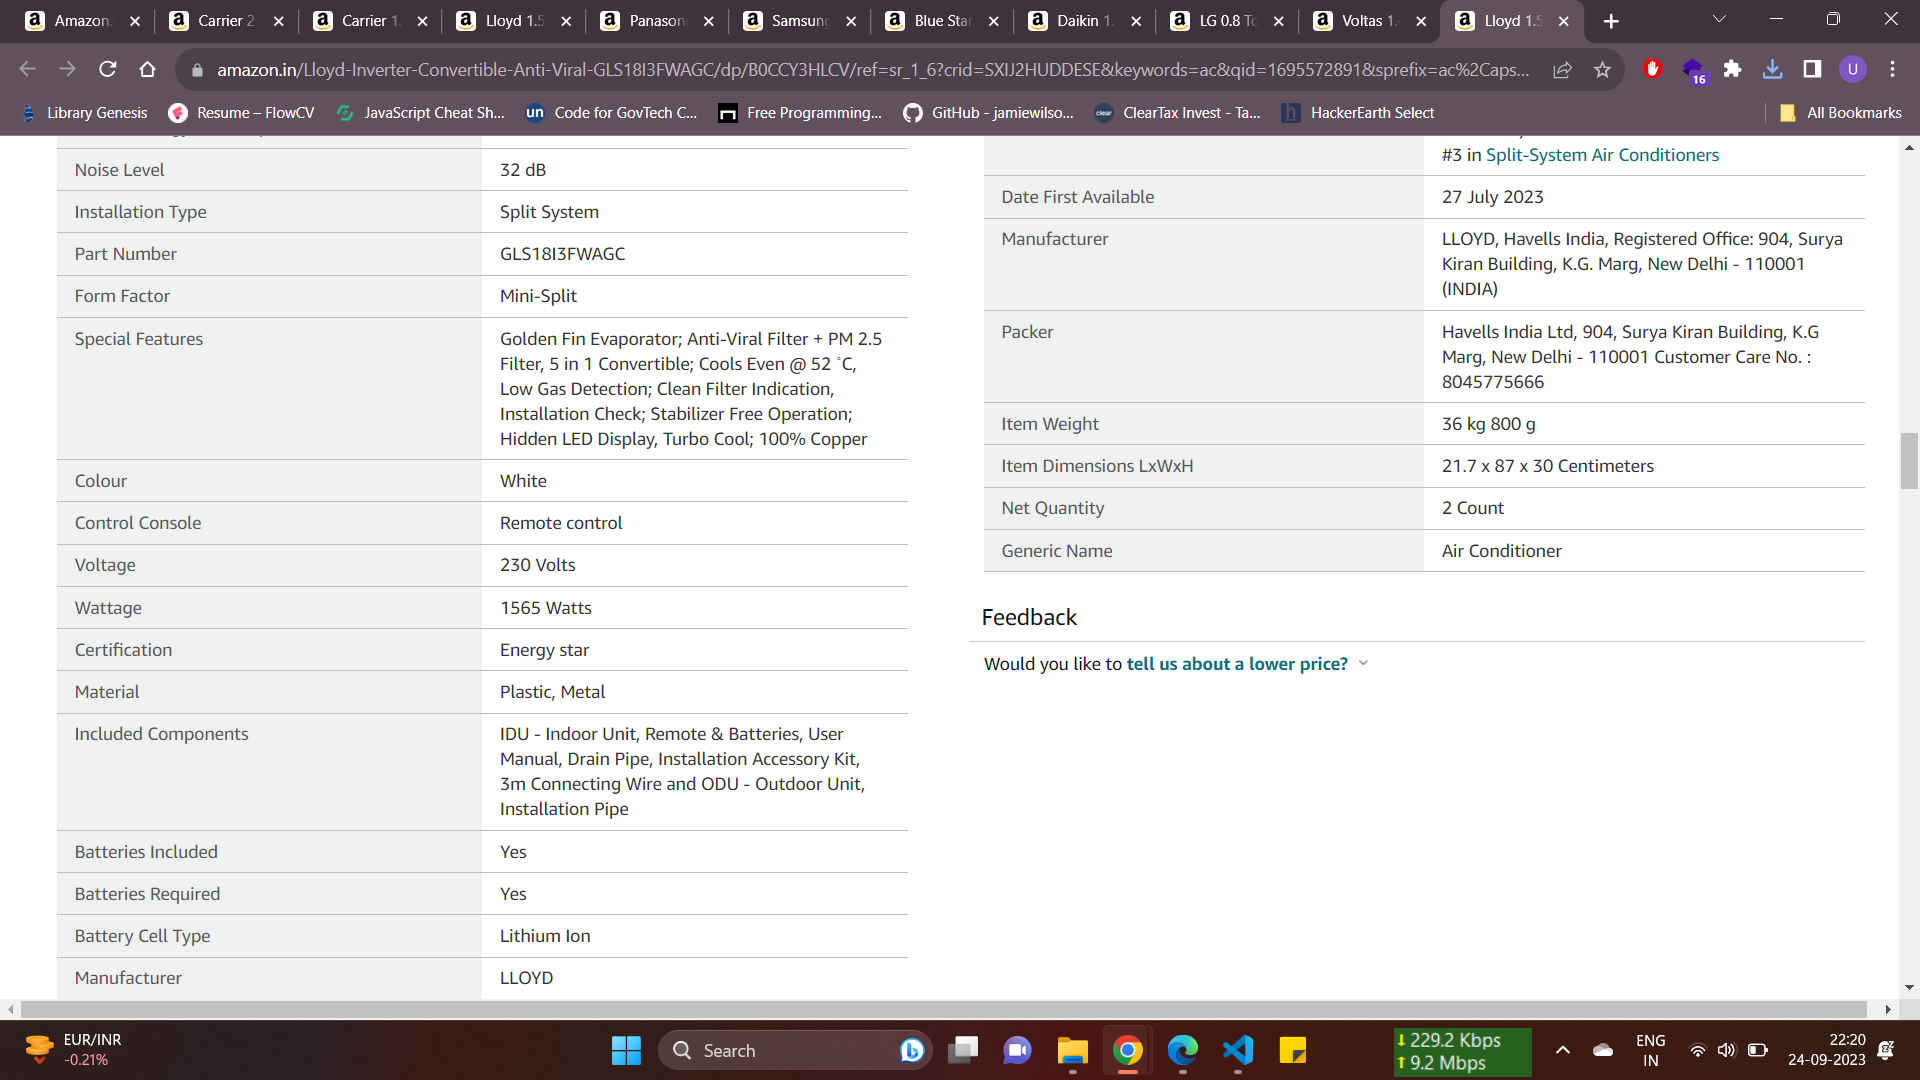 Amazon.
Carrier 2
Carrier 1.
Lloyd 1.5
Panasoni
Samsung
Blue Star
Daikin 1.
LG 0.8 To
Voltas 1.
Lloyd 1.5
amazon.in/Lloyd-Inverter-Convertible-Anti-Viral-GLS18I3FWAGC/dp/B0CCY3HLCV/ref=sr_1_6?crid=SXIJ2HUDDESE&keywords=ac&qid=1695572891&sprefix=ac%2Caps...
16
U
Library Genesis
Resume – FlowCV
JavaScript Cheat Sh...
un Code for GovTech C...
Free Programming...
GitHub - jamiewilso...
clear ClearTax Invest - Ta...
h HackerEarth Select
All Bookmarks
Noise Level 32 dB
Installation Type Split System
Part Number GLS18I3FWAGC
Form Factor Mini-Split
Special Features Golden Fin Evaporator; Anti-Viral Filter + PM 2.5
Filter, 5 in 1 Convertible; Cools Even @ 52 ˚C,
Low Gas Detection; Clean Filter Indication,
Installation Check; Stabilizer Free Operation;
Hidden LED Display, Turbo Cool; 100% Copper
Colour White
Control Console Remote control
Voltage 230 Volts
Wattage 1565 Watts
Certification Energy star
Material Plastic, Metal
Included Components IDU - Indoor Unit, Remote & Batteries, User
Manual, Drain Pipe, Installation Accessory Kit,
3m Connecting Wire and ODU - Outdoor Unit,
Installation Pipe
Batteries Included Yes
Batteries Required Yes
Battery Cell Type Lithium Ion
Manufacturer LLOYD
#3 in Split-System Air Conditioners
Date First Available 27 July 2023
Manufacturer LLOYD, Havells India, Registered Office: 904, Surya
Kiran Building, K.G. Marg, New Delhi - 110001
(INDIA)
Packer Havells India Ltd, 904, Surya Kiran Building, K.G
Marg, New Delhi - 110001 Customer Care No. :
8045775666
Item Weight 36 kg 800 g
Item Dimensions LxWxH 21.7 x 87 x 30 Centimeters
Net Quantity 2 Count
Generic Name Air Conditioner
Feedback
Would you like to tell us about a lower price?
EUR/INR
-0.21%
Search
229.2 Kbps
9.2 Mbps
ENG
IN
22:20
24-09-2023